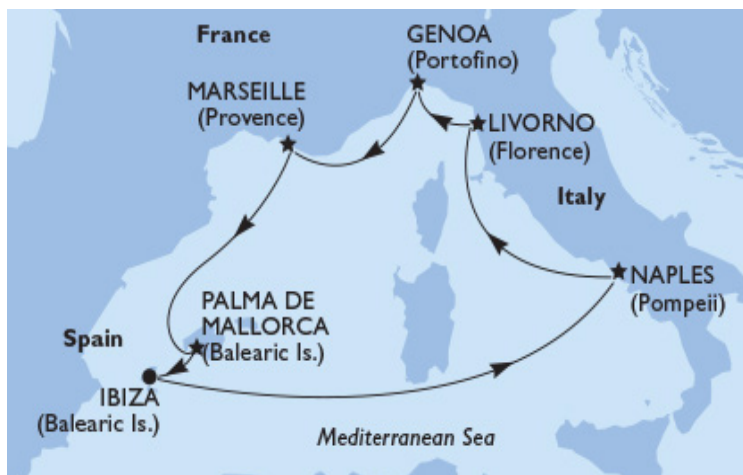 France
GENOA
(Portofino)
MARSEILLE
(Provence)
LIVORNO
(Florence)
Italy
NAPLES
(Pompeii)
PALMA DE
MALLORCA
(Balearic Is.)
Spain
IBIZA
(Balearic Is.)
Mediterranean Sea